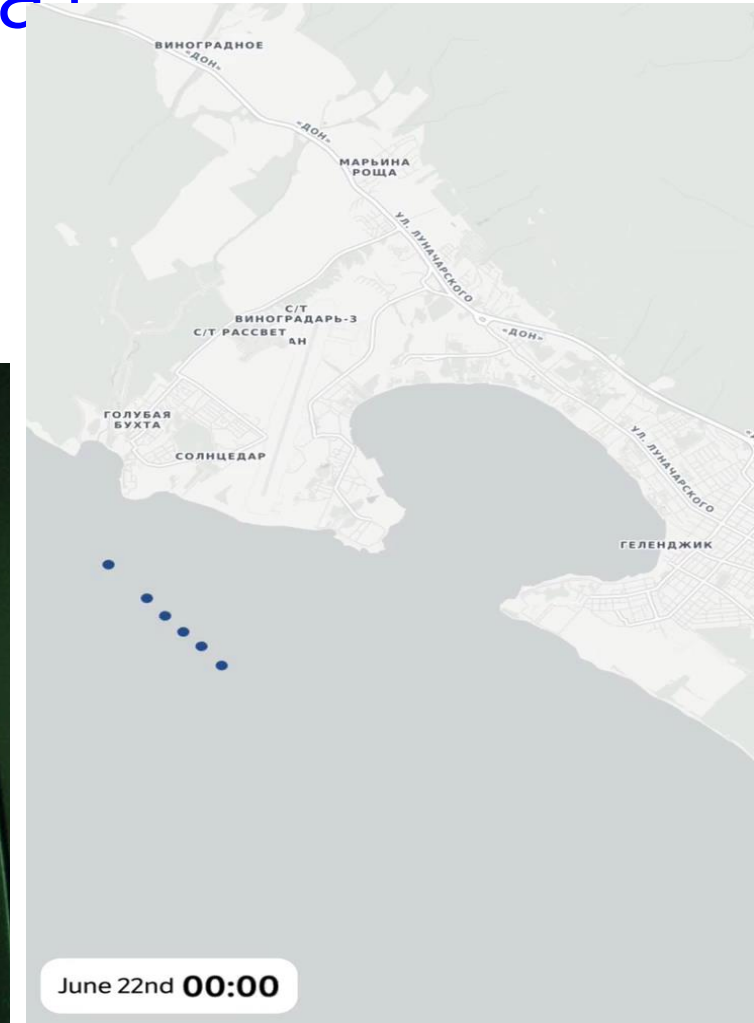 ВИНОГРАДНОЕ
«ДОН»
«ДОН»
МАРЬИНА
РОЩА
УЛ. ЛУНАЧАРСКОГО
С/Т
ВИНОГРАДАРЬ-3
С/Т РАССВЕТ
АН
«ДОН»
ГОЛУБАЯ
БУХТА
СОЛНЦЕДАР
УЛ. ЛУНАЧАРСКОГО
ГЕЛЕНДЖИК
June 22nd 00:00